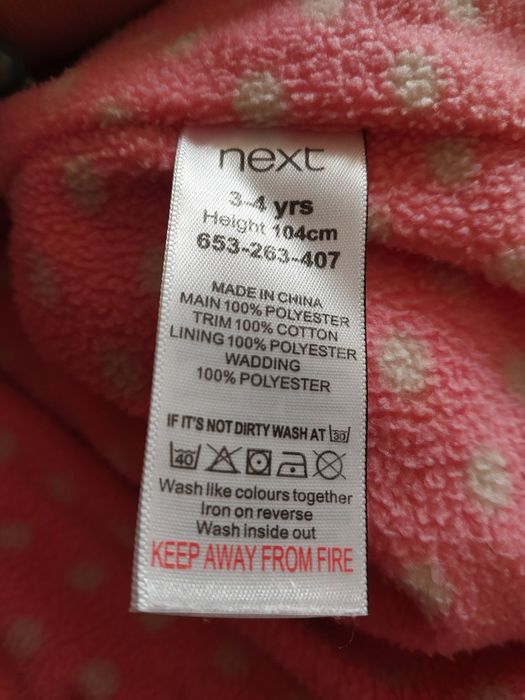 next
3-4 yrs
Height 104cm
653-263-407
MADE IN CHINA
MAIN 100% POLYESTER
TRIM 100% COTTON
LINING 100% POLYESTER
WADDING
100% POLYESTER
IF IT'S NOT DIRTY WASH AT 30
40
Wash like colours together
Iron on reverse
Wash inside out
KEEP AWAY FROM FIRE